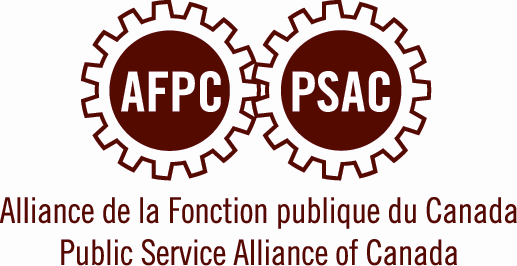 AFPC PSAC
Alliance de la Fonction publique du Canada
Public Service Alliance of Canada